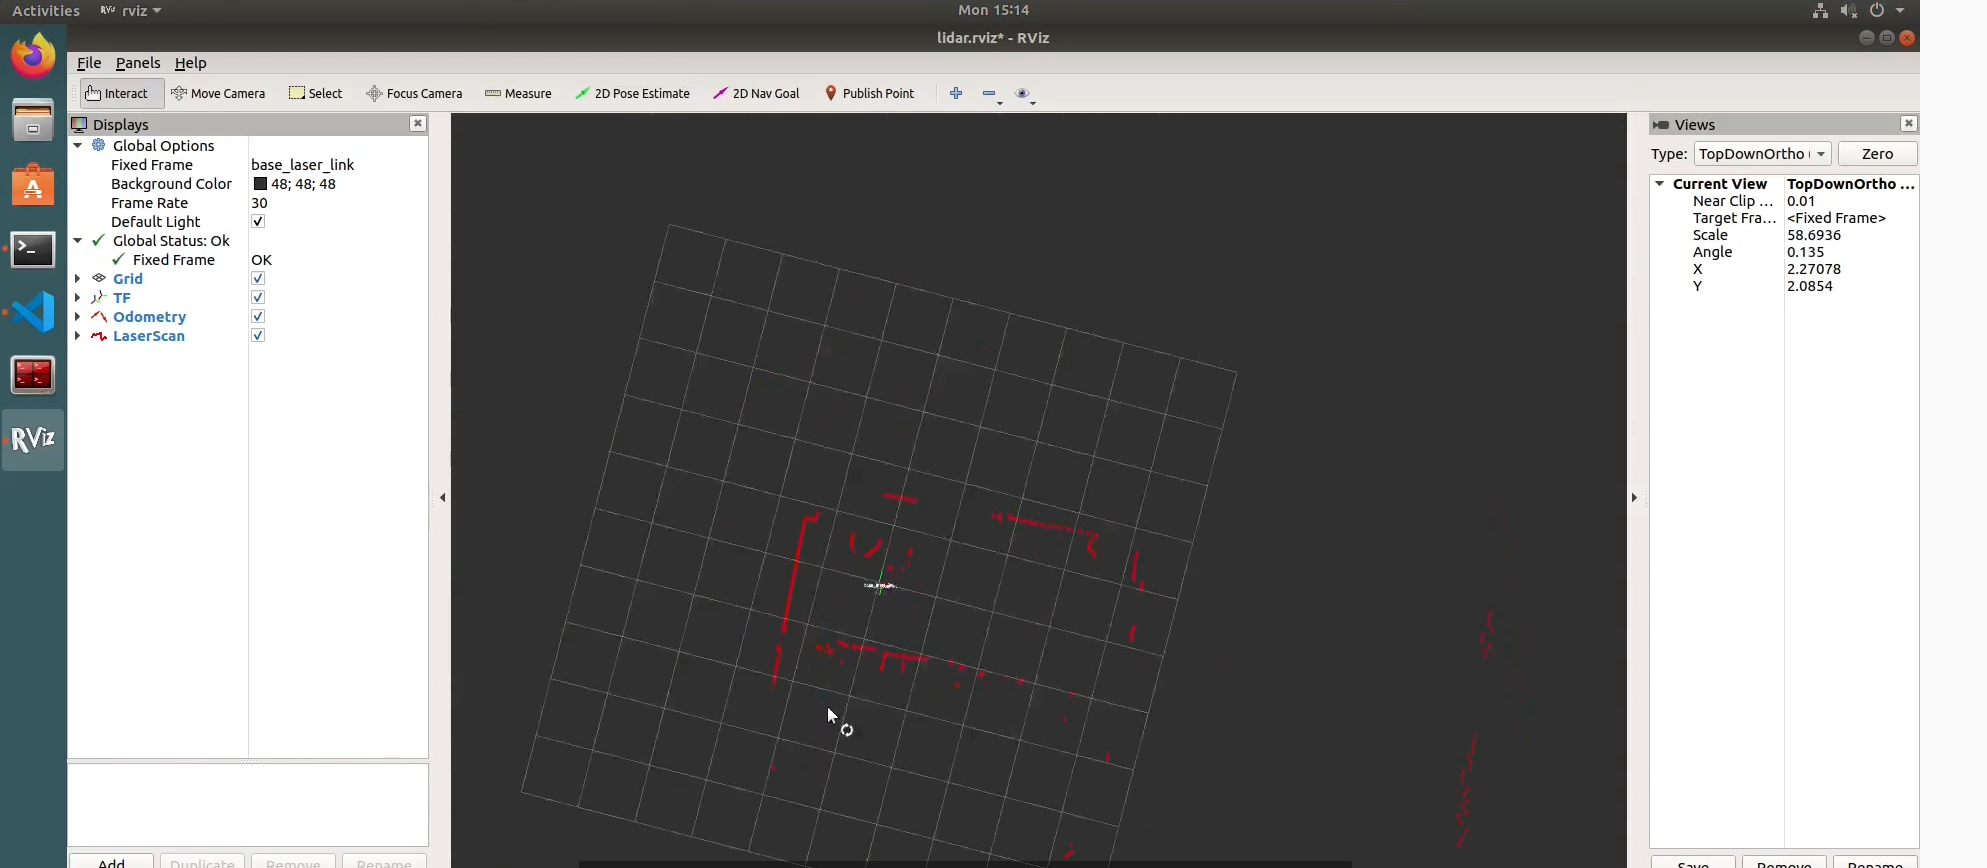 Activities rviz Mon 15:14
lidar.rviz* - RViz
File Panels Help
Interact Move Camera Select Focus Camera Measure 2D Pose Estimate 2D Nav Goal Publish Point
Displays
Global Options
Fixed Frame base_laser_link
Background Color 48; 48; 48
Frame Rate 30
Default Light
Global Status: Ok
Fixed Frame OK
Grid
TF
Odometry
LaserScan
Add Duplicate Remove Rename
RViz
Views
Type: TopDownOrtho ( Zero
Current View TopDownOrtho ...
Near Clip ... 0.01
Target Fra... <Fixed Frame>
Scale 58.6936
Angle 0.135
X 2.27078
Y 2.0854
Save Remove Rename